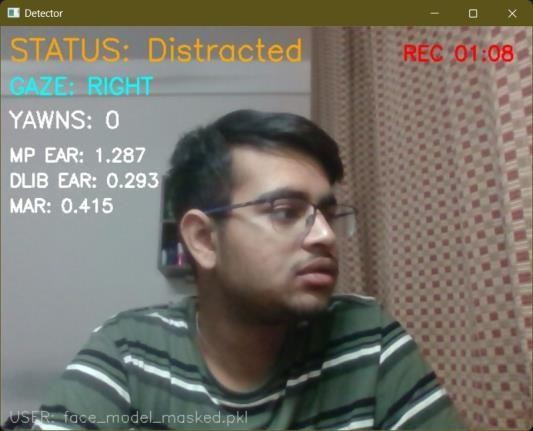 Detector
STATUS: Distracted
REC 01:08
GAZE: RIGHT
YAWNS: 0
MP EAR: 1.287
DLIB EAR: 0.293
MAR: 0.415
USER: face_model_masked.pkl